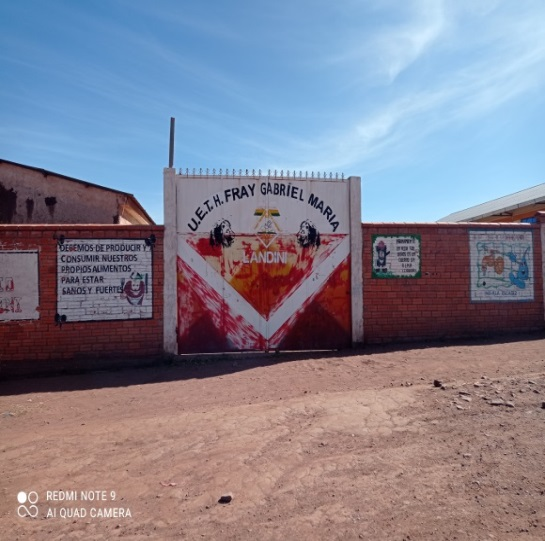 U.E.T.H. FRAY GABRIEL MARIA
LANDINI
DEBEMOS DE PRODUCIR Y
CONSUMIR NUESTROS
PROPIOS ALIMENTOS
PARA ESTAR
SANOS Y FUERTES
REDMI NOTE 9
AI QUAD CAMERA